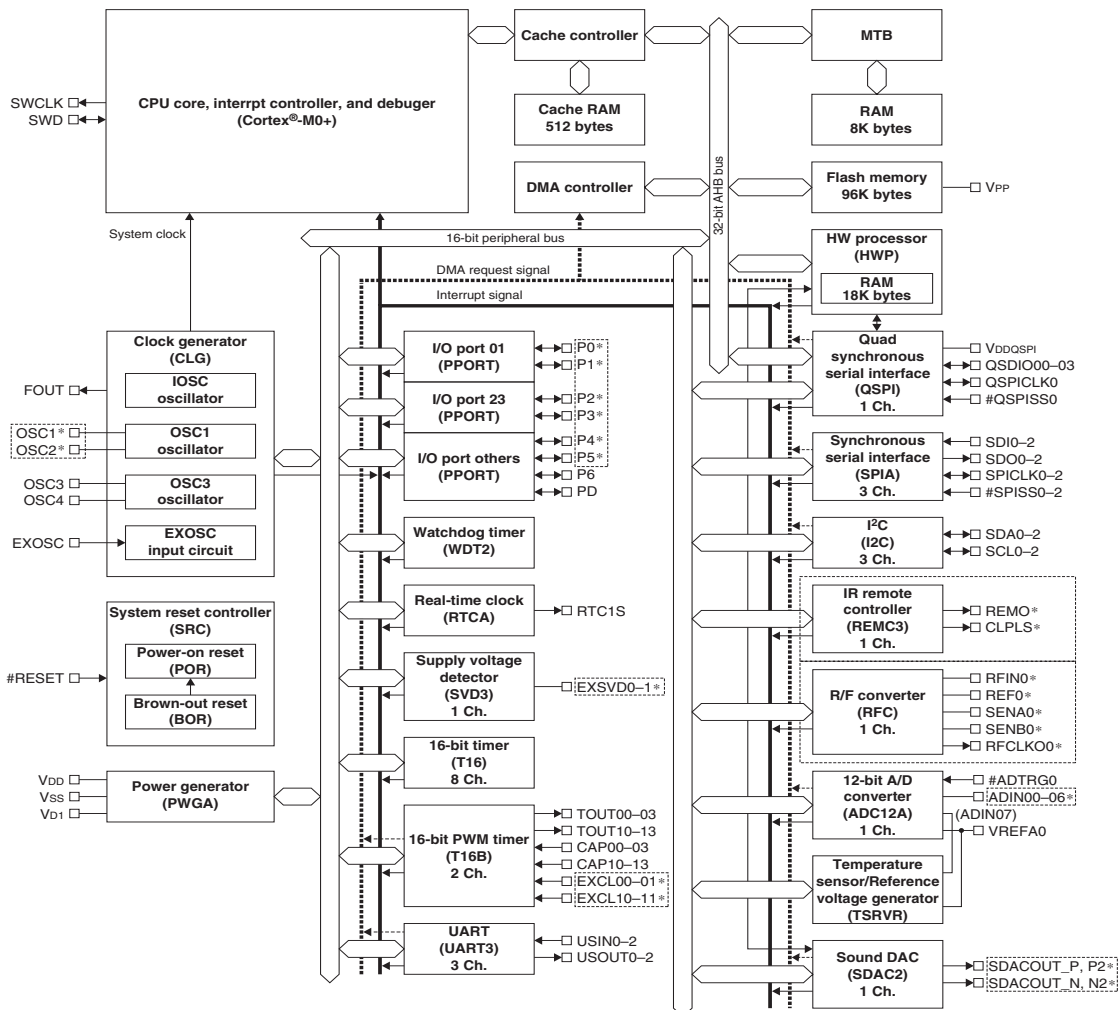 CPU core, interrpt controller, and debuger
(Cortex®-M0+)
SWCLK
SWD
Cache controller
Cache RAM
512 bytes
DMA controller
32-bit AHB bus
MTB
RAM
8K bytes
Flash memory
96K bytes
VPP
System clock
16-bit peripheral bus
DMA request signal
Interrupt signal
HW processor
(HWP)
RAM
18K bytes
Clock generator
(CLG)
IOSC
oscillator
OSC1
oscillator
OSC3
oscillator
EXOSC
input circuit
FOUT
OSC1*
OSC2*
OSC3
OSC4
EXOSC
System reset controller
(SRC)
Power-on reset
(POR)
Brown-out reset
(BOR)
#RESET
Power generator
(PWGA)
VDD
VSS
VD1
I/O port 01
(PPORT)
P0*
P1*
I/O port 23
(PPORT)
P2*
P3*
I/O port others
(PPORT)
P4*
P5*
P6
PD
Watchdog timer
(WDT2)
Real-time clock
(RTCA)
RTC1S
Supply voltage
detector
(SVD3)
1 Ch.
EXSVD0–1*
16-bit timer
(T16)
8 Ch.
16-bit PWM timer
(T16B)
2 Ch.
TOUT00–03
TOUT10–13
CAP00–03
CAP10–13
EXCL00–01*
EXCL10–11*
UART
(UART3)
3 Ch.
USIN0–2
USOUT0–2
Quad
synchronous
serial interface
(QSPI)
1 Ch.
VDDQSPI
QSDIO00–03
QSPICLK0
#QSPISS0
Synchronous
serial interface
(SPIA)
3 Ch.
SDI0–2
SDO0–2
SPICLK0–2
#SPISS0–2
I²C
(I2C)
3 Ch.
SDA0–2
SCL0–2
IR remote
controller
(REMC3)
1 Ch.
REMO*
CLPLS*
R/F converter
(RFC)
1 Ch.
RFIN0*
REF0*
SENA0*
SENB0*
RFCLKO0*
12-bit A/D
converter
(ADC12A)
1 Ch.
#ADTRG0
ADIN00–06*
(ADIN07)
VREFA0
Temperature
sensor/Reference
voltage generator
(TSRVR)
Sound DAC
(SDAC2)
1 Ch.
SDACOUT_P, P2*
SDACOUT_N, N2*